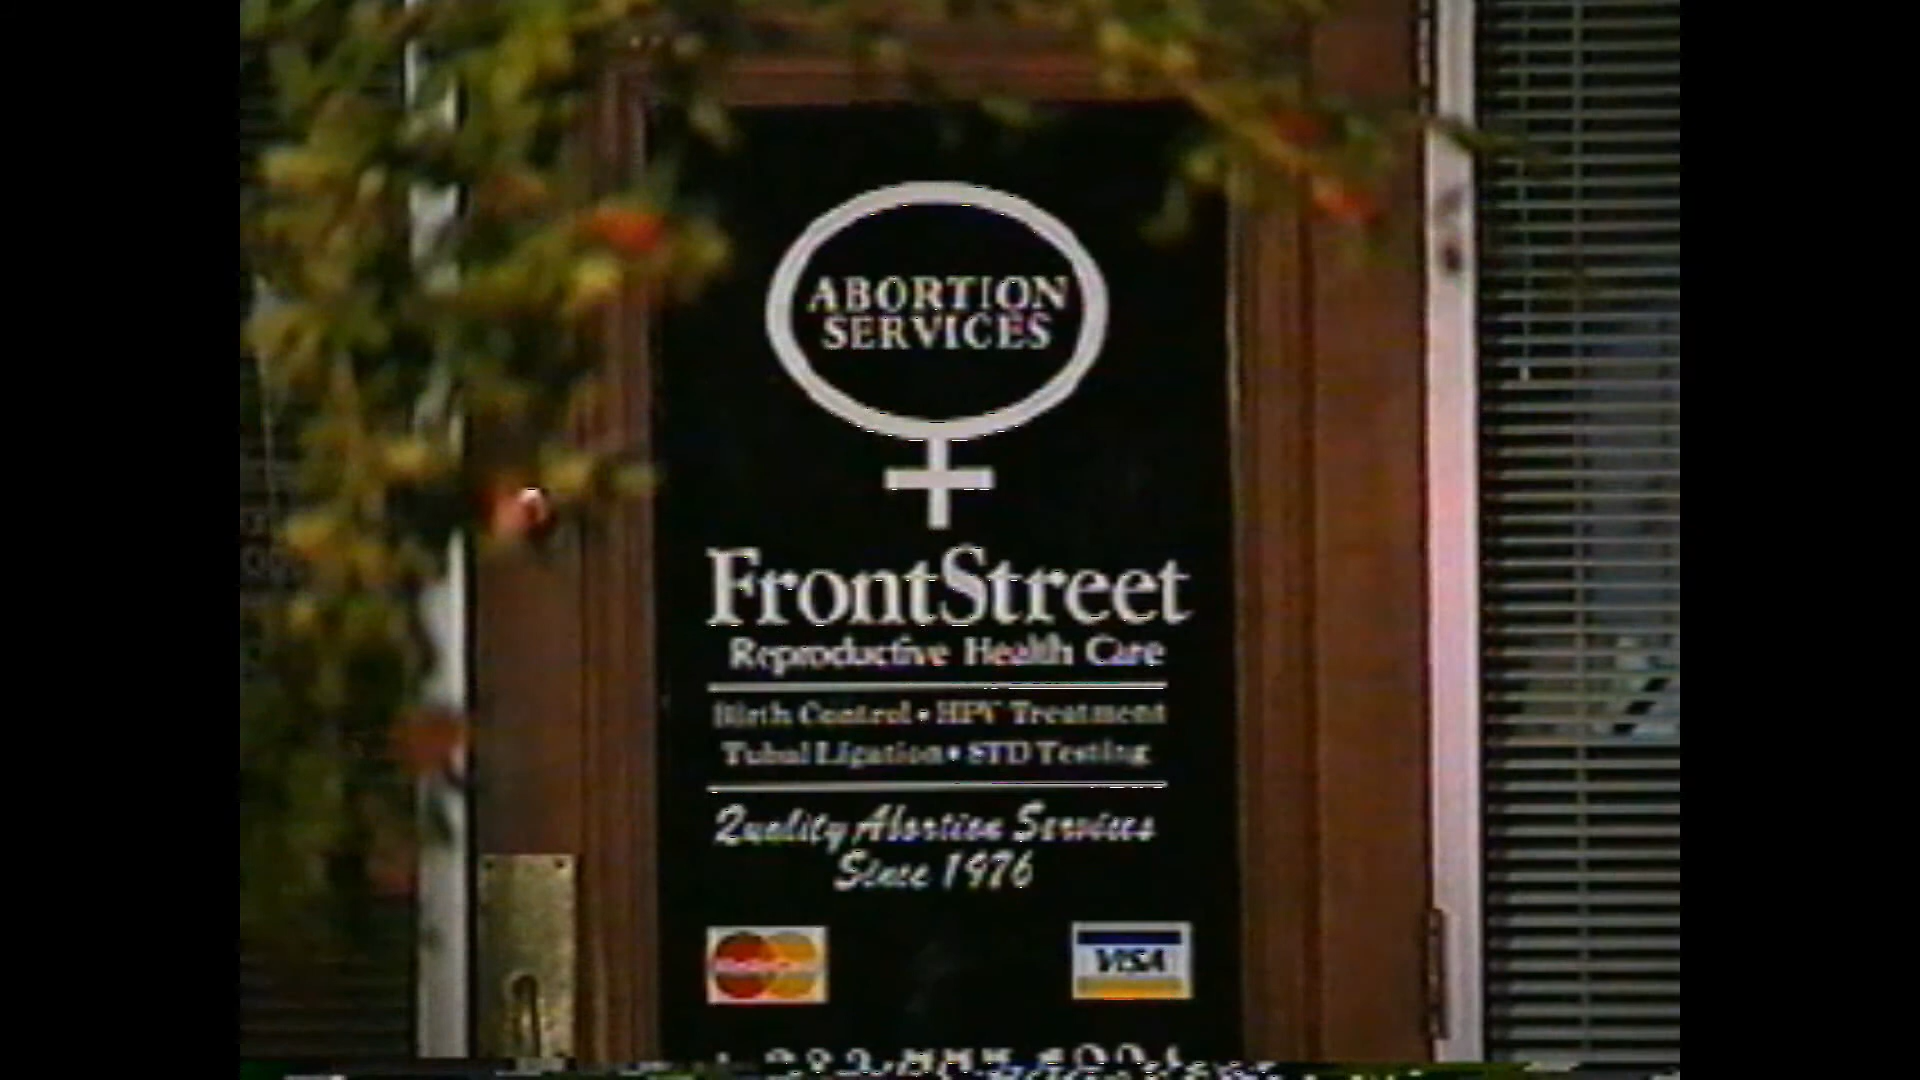 ABORTION
SERVICES
FrontStreet
Reproductive Health Care
Birth Control • HPV Treatment
Tubal Ligation • STD Testing
Quality Abortion Services
Since 1976
MasterCard
VISA